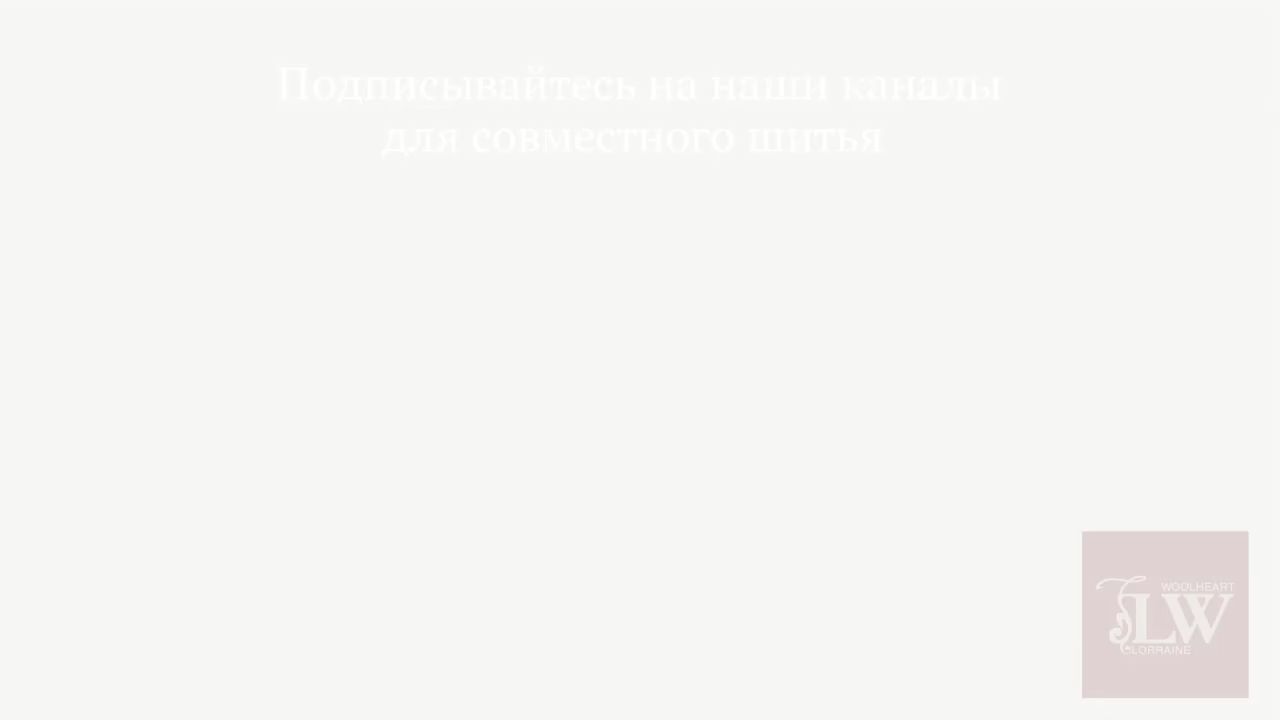 Подписывайтесь на наши каналы
для совместного шитья
WOOLHEART
LW
LORRAINE